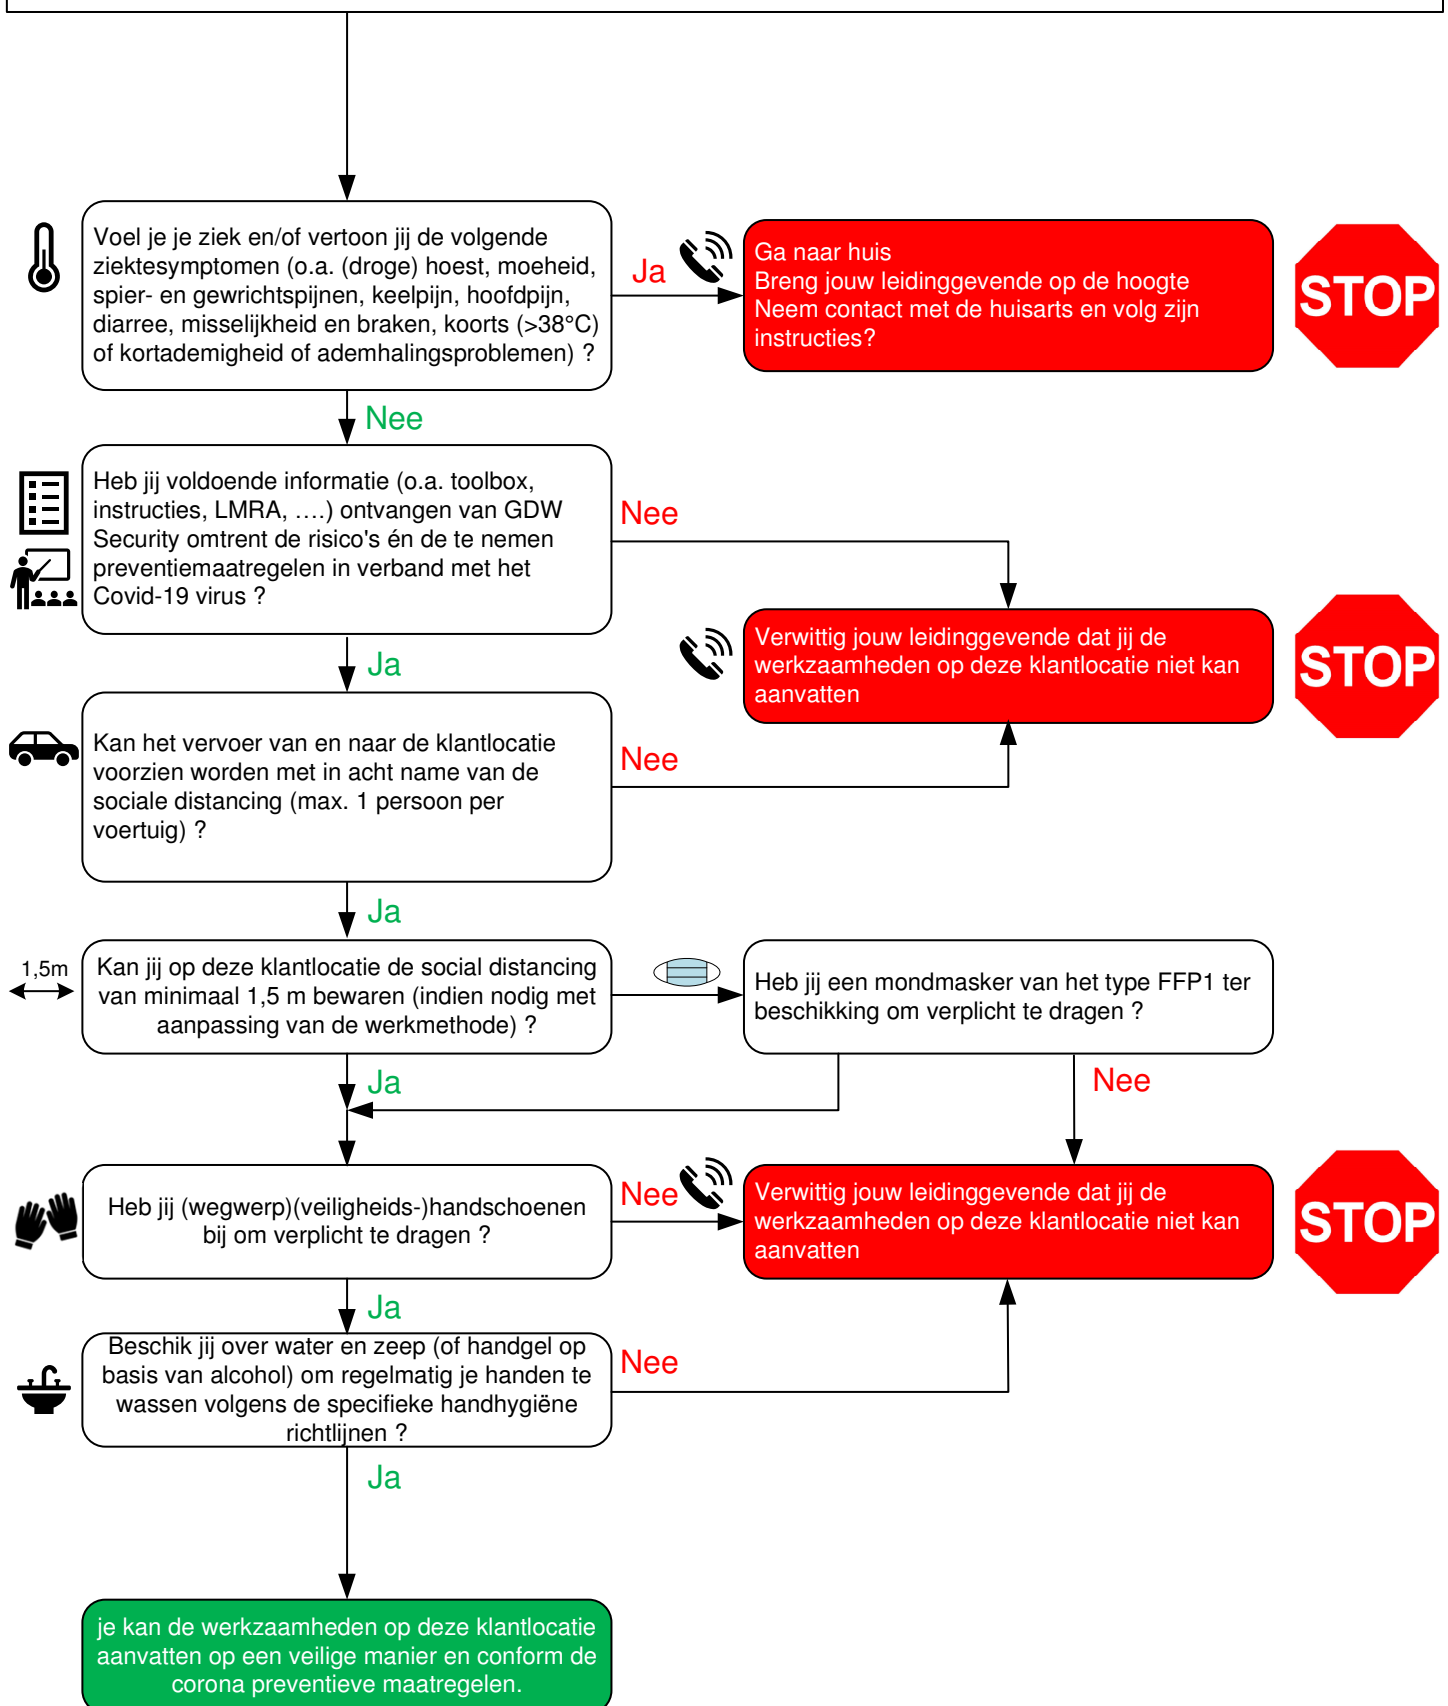 Voel je je ziek en/of vertoon jij de volgende
ziektesymptomen (o.a. (droge) hoest, moeheid,
spier- en gewrichtspijnen, keelpijn, hoofdpijn,
diarree, misselijkheid en braken, koorts (>38°C)
of kortademigheid of ademhalingsproblemen) ?
Ja
Ga naar huis
Breng jouw leidinggevende op de hoogte
Neem contact met de huisarts en volg zijn
instructies?
STOP
Nee
Heb jij voldoende informatie (o.a. toolbox,
instructies, LMRA, ….) ontvangen van GDW
Security omtrent de risico's én de te nemen
preventiemaatregelen in verband met het
Covid-19 virus ?
Nee
Verwittig jouw leidinggevende dat jij de
werkzaamheden op deze klantlocatie niet kan
aanvatten
STOP
Ja
Kan het vervoer van en naar de klantlocatie
voorzien worden met in acht name van de
sociale distancing (max. 1 persoon per
voertuig) ?
Nee
Ja
1,5m
Kan jij op deze klantlocatie de social distancing
van minimaal 1,5 m bewaren (indien nodig met
aanpassing van de werkmethode) ?
Heb jij een mondmasker van het type FFP1 ter
beschikking om verplicht te dragen ?
Ja
Nee
Heb jij (wegwerp)(veiligheids-)handschoenen
bij om verplicht te dragen ?
Nee
Verwittig jouw leidinggevende dat jij de
werkzaamheden op deze klantlocatie niet kan
aanvatten
STOP
Ja
Beschik jij over water en zeep (of handgel op
basis van alcohol) om regelmatig je handen te
wassen volgens de specifieke handhygiëne
richtlijnen ?
Nee
Ja
je kan de werkzaamheden op deze klantlocatie
aanvatten op een veilige manier en conform de
corona preventieve maatregelen.